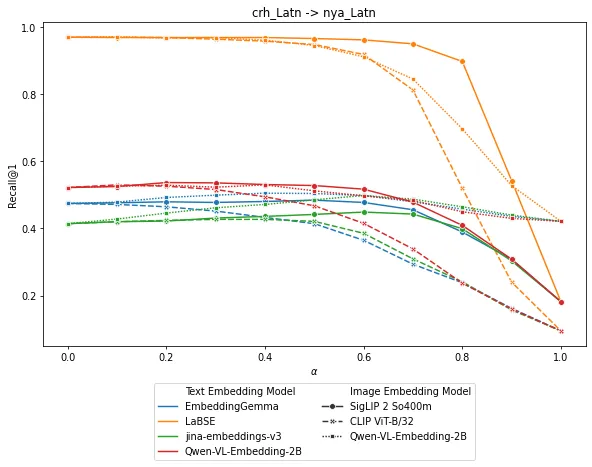 crh_Latn -> nya_Latn
Recall@1
1.0
0.8
0.6
0.4
0.2
0.0 0.2 0.4 0.6 0.8 1.0
α
Text Embedding Model Image Embedding Model
EmbeddingGemma SigLIP 2 So400m
LaBSE CLIP ViT-B/32
jina-embeddings-v3 Qwen-VL-Embedding-2B
Qwen-VL-Embedding-2B